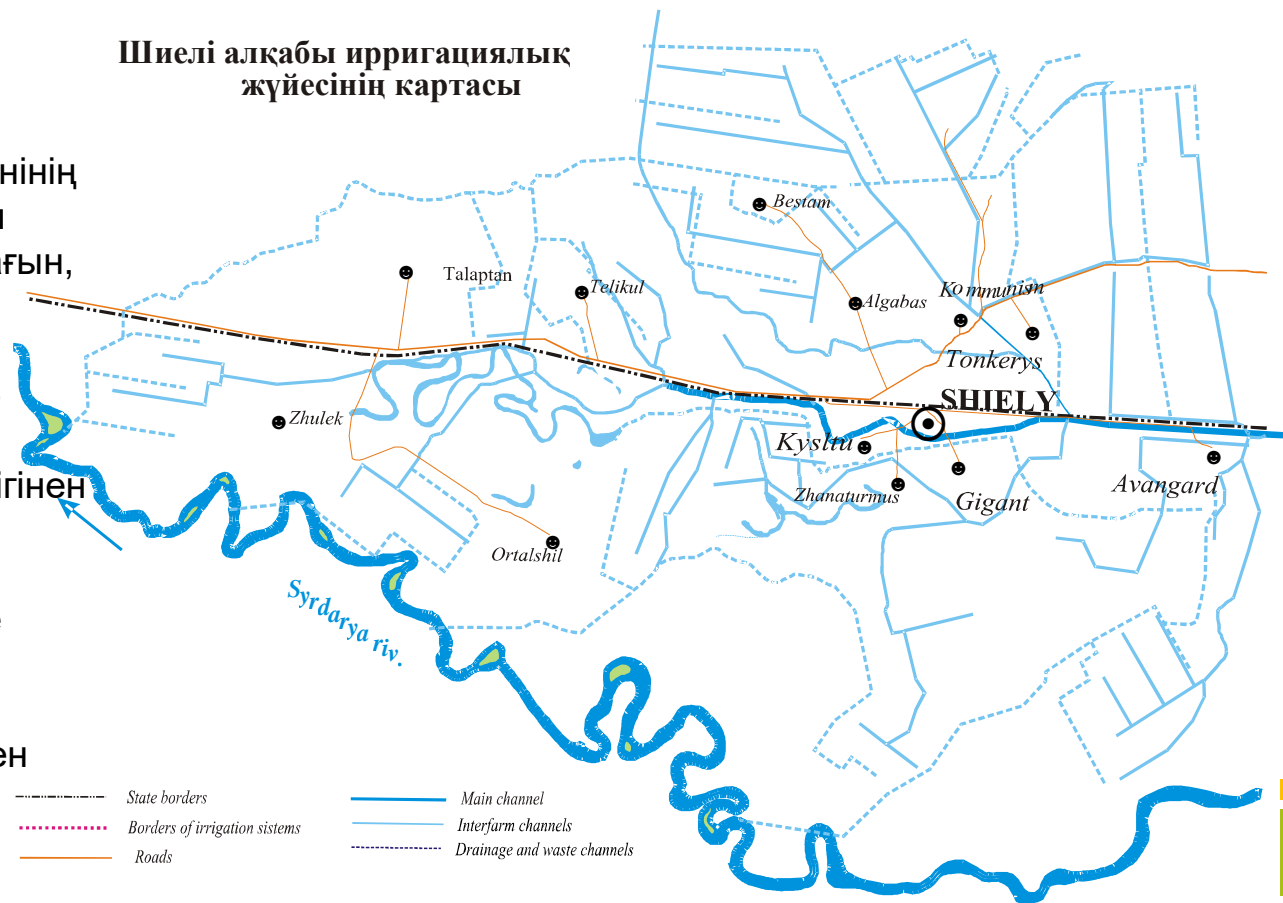 Шиелі алқабы ирригациялық
жүйесінің картасы
нінің
ағын,
ігінен
ен
Bestam
Talaptan
Telikul
Algabas
Kommunism
Tonkerys
SHIELY
Zhulek
Kysltu
Zhanaturmus
Gigant
Avangard
Ortalshil
Syrdarya riv.
State borders
Borders of irrigation sistems
Roads
Main channel
Interfarm channels
Drainage and waste channels